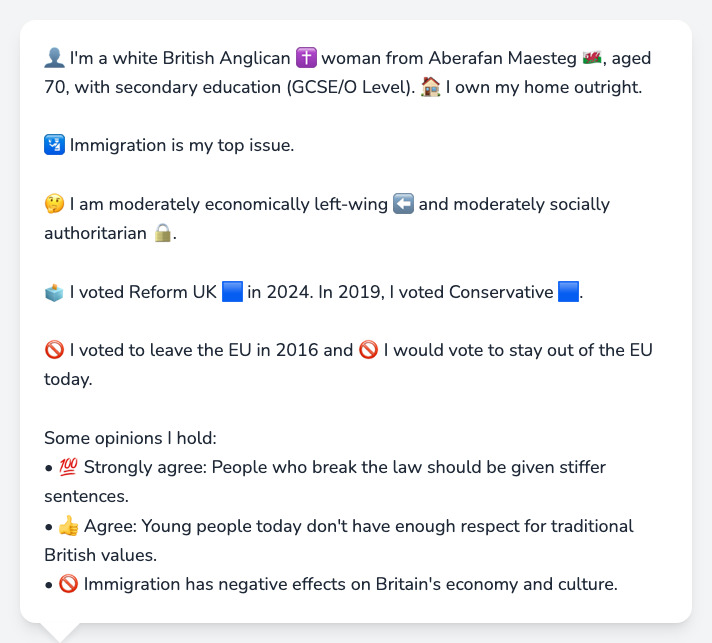 👤 I'm a white British Anglican ✝️ woman from Aberafan Maesteg 🏴󠁧󠁢󠁷󠁬󠁳󠁿, aged
70, with secondary education (GCSE/O Level). 🏠 I own my home outright.
🛂 Immigration is my top issue.
🤔 I am moderately economically left-wing ⬅️ and moderately socially
authoritarian 🔒.
🗳️ I voted Reform UK 🟦 in 2024. In 2019, I voted Conservative 🟦.
🚫 I voted to leave the EU in 2016 and 🚫 I would vote to stay out of the EU
today.
Some opinions I hold:
• 💯 Strongly agree: People who break the law should be given stiffer
sentences.
• 👍 Agree: Young people today don't have enough respect for traditional
British values.
• 🚫 Immigration has negative effects on Britain's economy and culture.